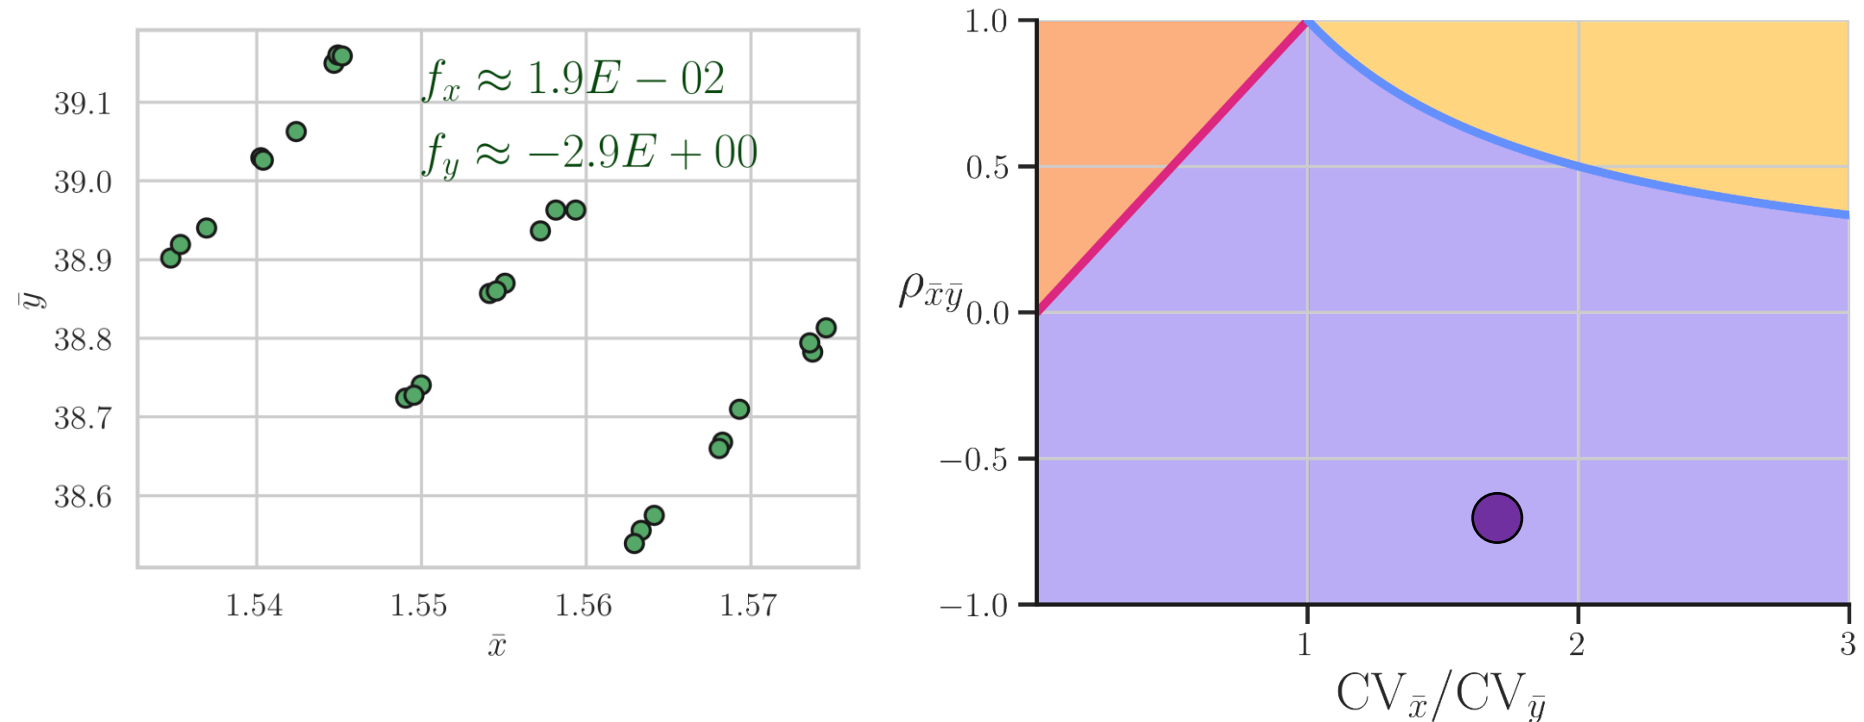 39.1
39.0
38.9
38.8
38.7
38.6
ȳ
f_x ≈ 1.9E − 02
f_y ≈ −2.9E + 00
1.54 1.55 1.56 1.57
x̄
1.0
0.5
0.0
−0.5
−1.0
ρ_x̄ȳ
1 2 3
CV_x̄/CV_ȳ